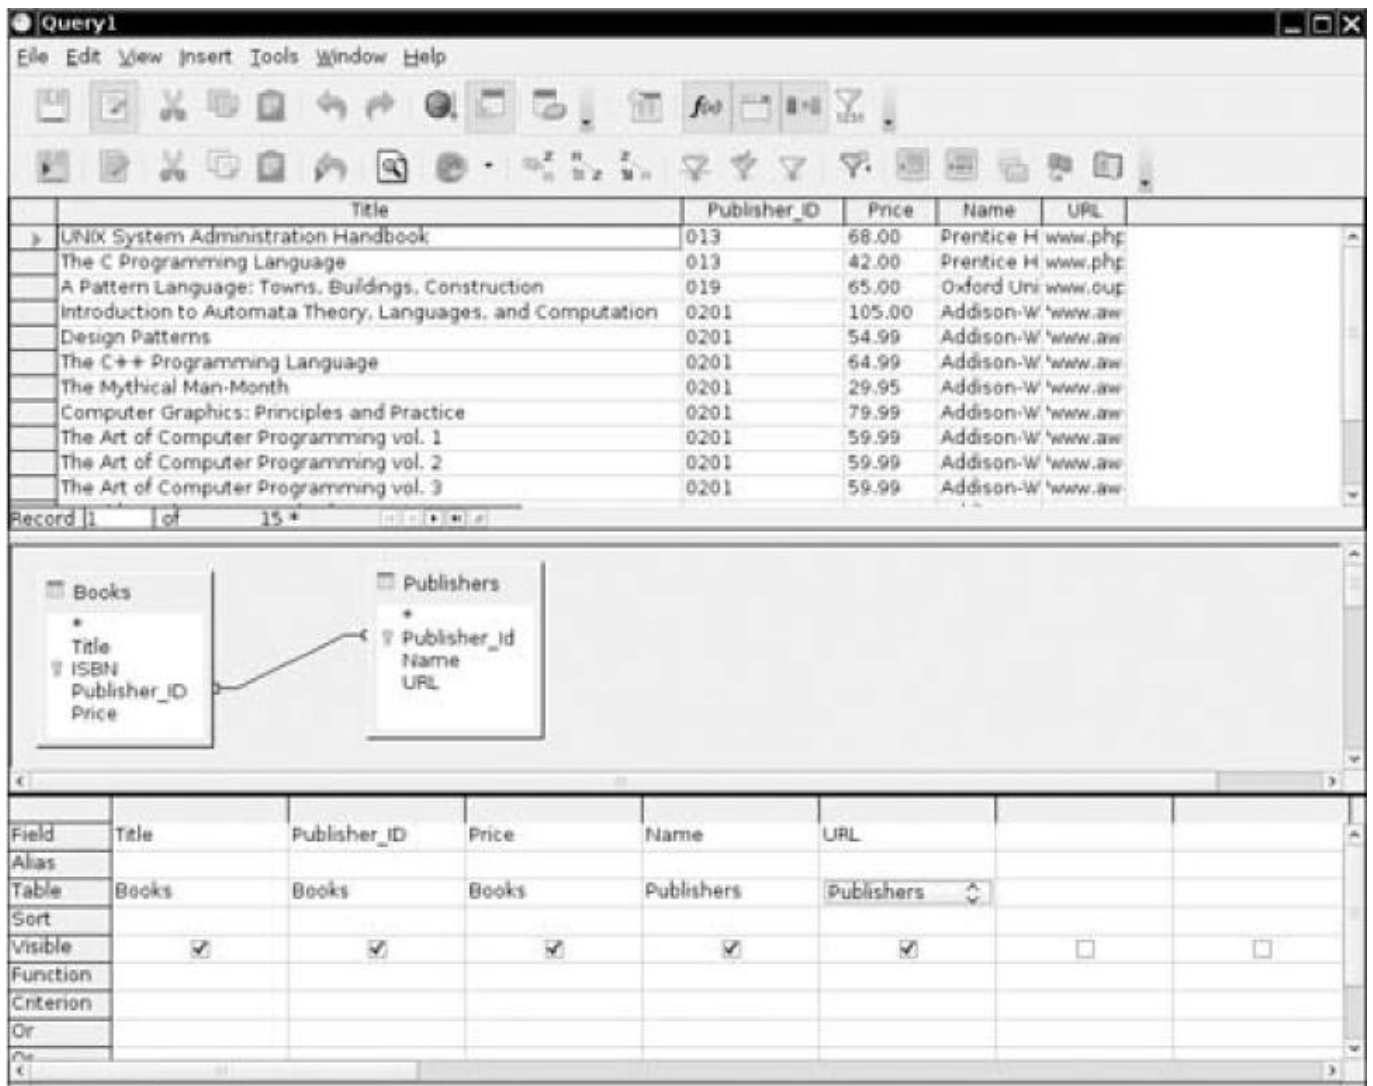 Query1
File Edit View Insert Tools Window Help
f(x)
Title Publisher_ID Price Name URL
UNIX System Administration Handbook 013 68.00 Prentice H www.php
The C Programming Language 013 42.00 Prentice H www.php
A Pattern Language: Towns, Buildings, Construction 019 65.00 Oxford Uni www.oup
Introduction to Automata Theory, Languages, and Computation 0201 105.00 Addison-W 'www.aw
Design Patterns 0201 54.99 Addison-W 'www.aw
The C++ Programming Language 0201 64.99 Addison-W 'www.aw
The Mythical Man-Month 0201 29.95 Addison-W 'www.aw
Computer Graphics: Principles and Practice 0201 79.99 Addison-W 'www.aw
The Art of Computer Programming vol. 1 0201 59.99 Addison-W 'www.aw
The Art of Computer Programming vol. 2 0201 59.99 Addison-W 'www.aw
The Art of Computer Programming vol. 3 0201 59.99 Addison-W 'www.aw
Record 1 of 15 *
Books
*
Title
ISBN
Publisher_ID
Price
Publishers
*
Publisher_Id
Name
URL
Field Title Publisher_ID Price Name URL
Alias
Table Books Books Books Publishers Publishers
Sort
Visible
Function
Criterion
Or